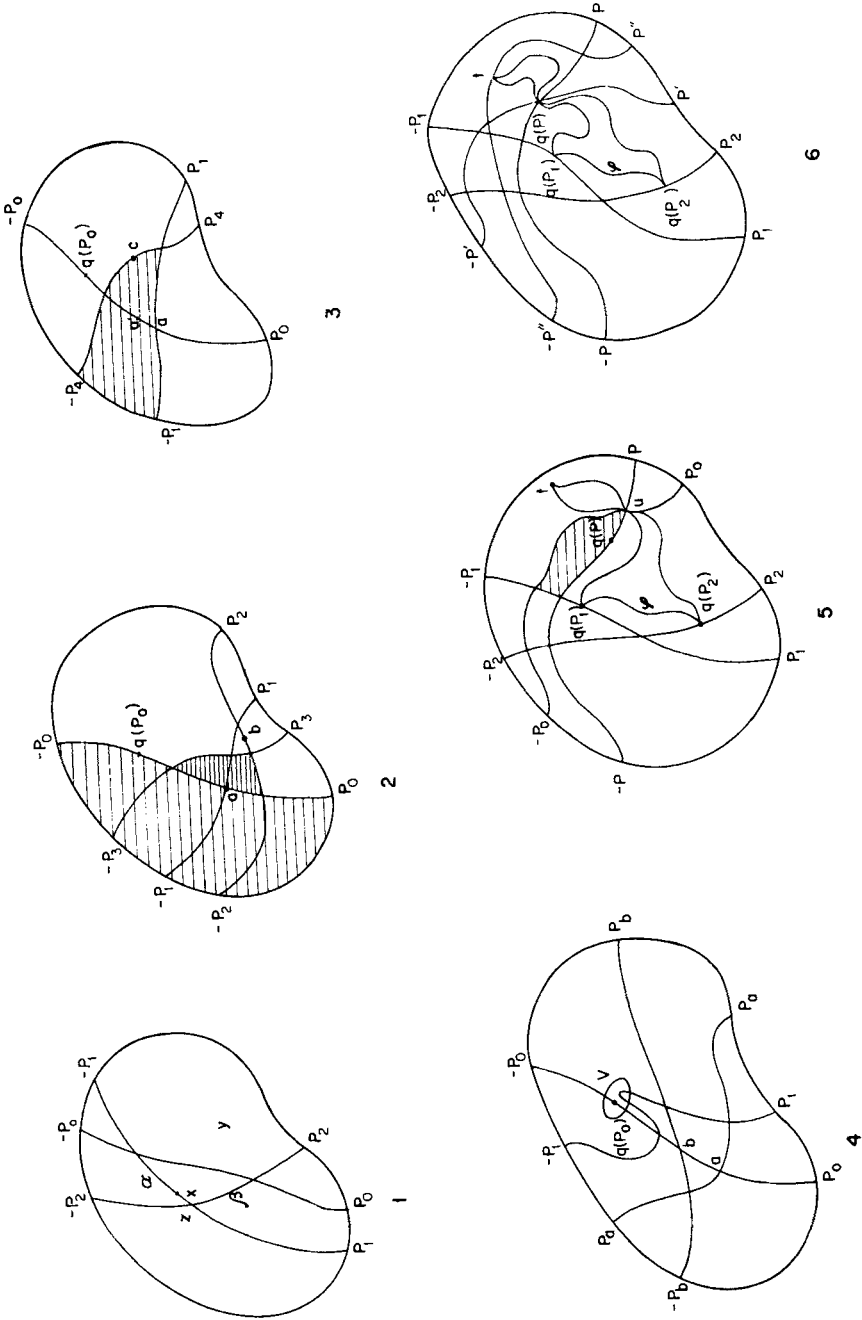 -P₂
-P₀
-P₁
α
x
z
β
y
P₁
P₀
P₂
1
-P₀
q(P₀)
-P₃
-P₁
-P₂
a
b
P₂
P₁
P₃
P₀
2
-P₀
q(P₀)
-P₄
c
a'
a
-P₁
P₁
P₄
P₀
3
-P₀
-P₁
V
q(P₀)
Pₐ
P_b
b
a
-P_b
Pₐ
P₁
P₀
4
-P₁
-P₂
-P₀
-P
t
q(P)
q(P₁)
u
P
P₀
φ
q(P₂)
P₂
P₁
5
-P₁
-P₂
-P'
-P"
-P
t
P
P"
q(P)
q(P₁)
φ
P'
q(P₂)
P₂
P₁
6